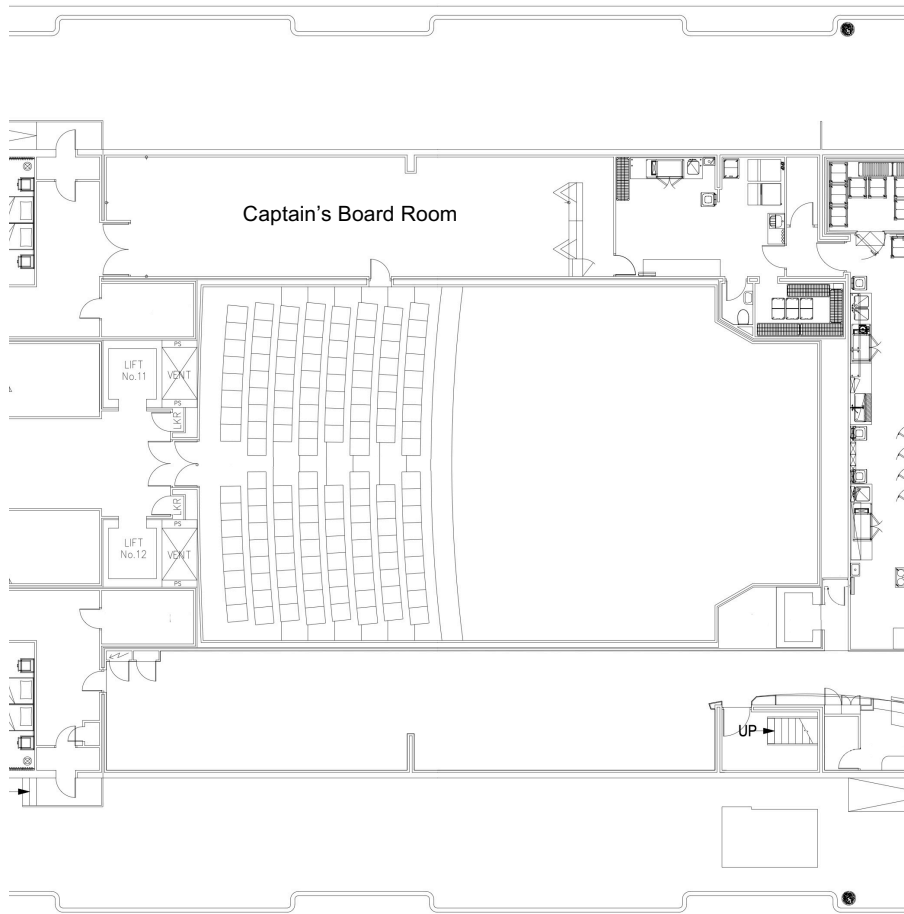 Captain's Board Room
PS
LIFT
No.11
VENT
PS
LKR
LKR
PS
LIFT
No.12
VENT
PS
UP